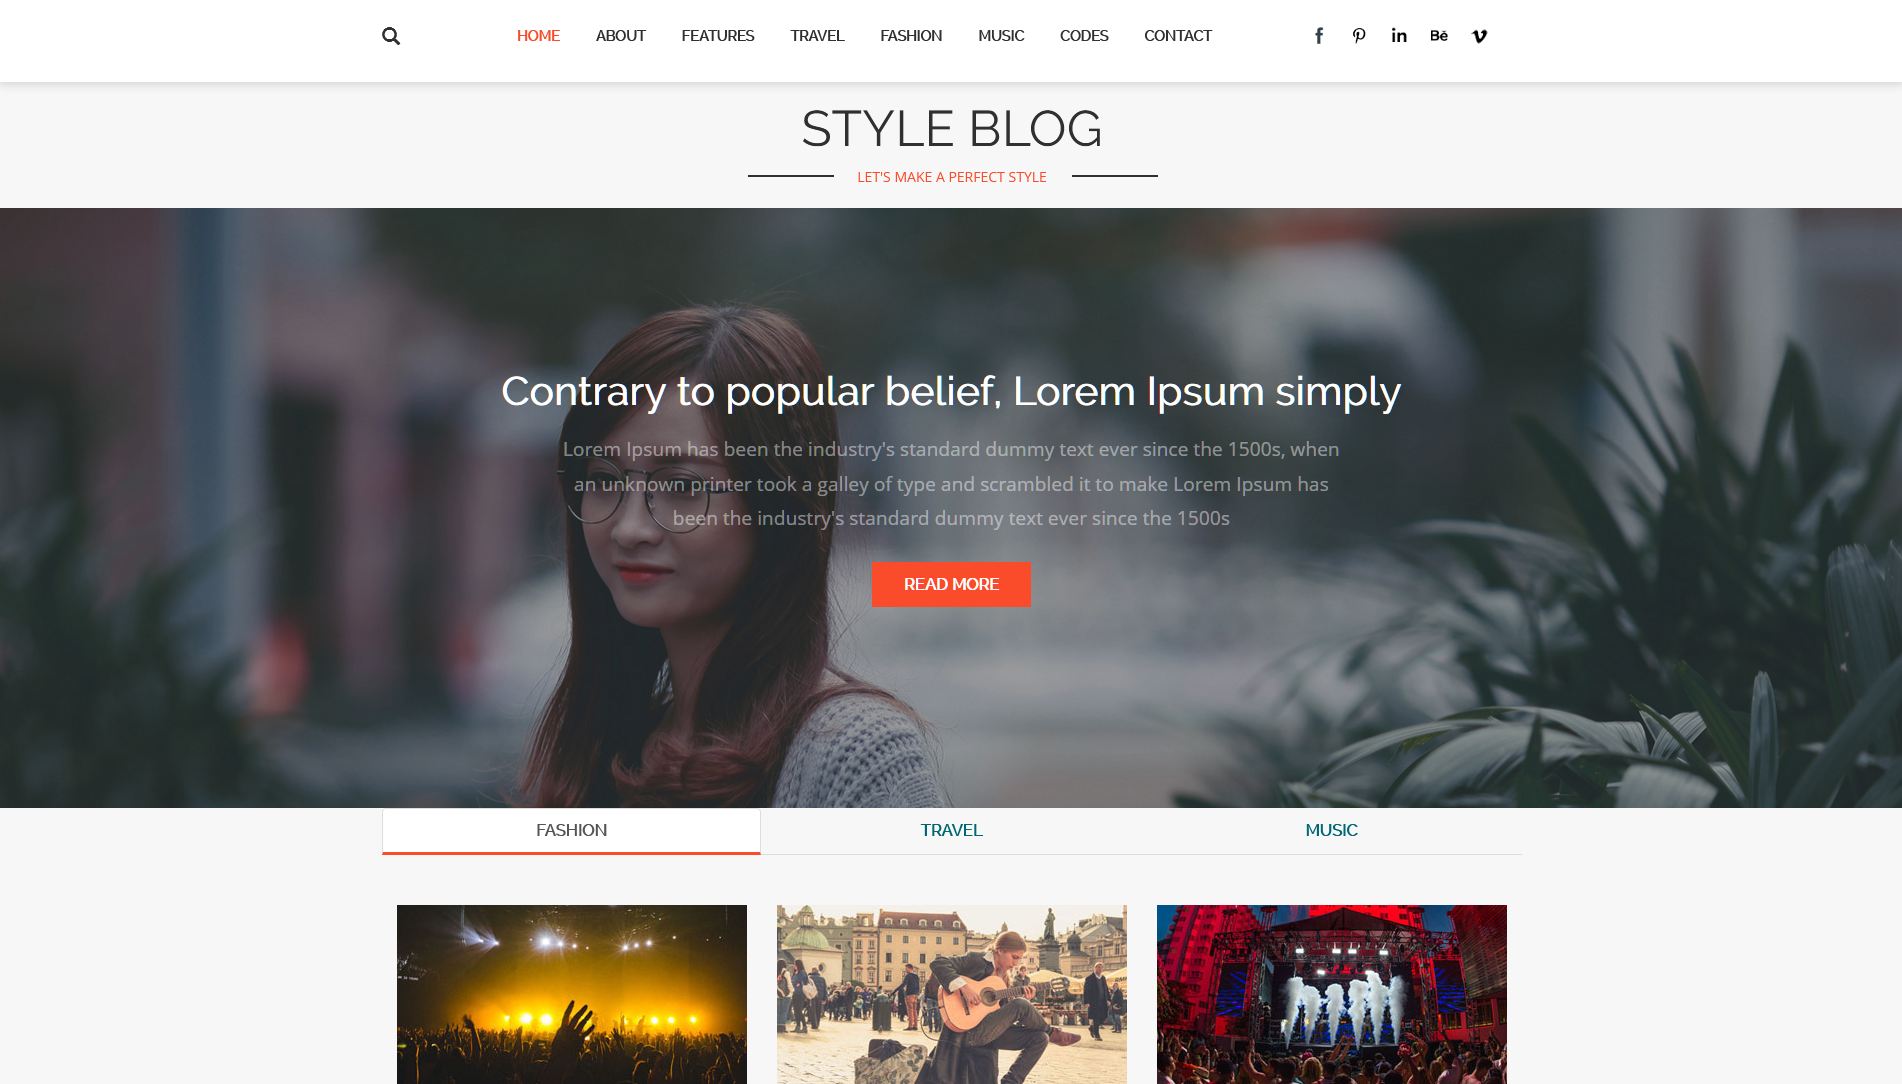 HOME ABOUT FEATURES TRAVEL FASHION MUSIC CODES CONTACT
STYLE BLOG
LET'S MAKE A PERFECT STYLE
Contrary to popular belief, Lorem Ipsum simply
Lorem Ipsum has been the industry's standard dummy text ever since the 1500s, when
an unknown printer took a galley of type and scrambled it to make Lorem Ipsum has
been the industry's standard dummy text ever since the 1500s
READ MORE
FASHION TRAVEL MUSIC